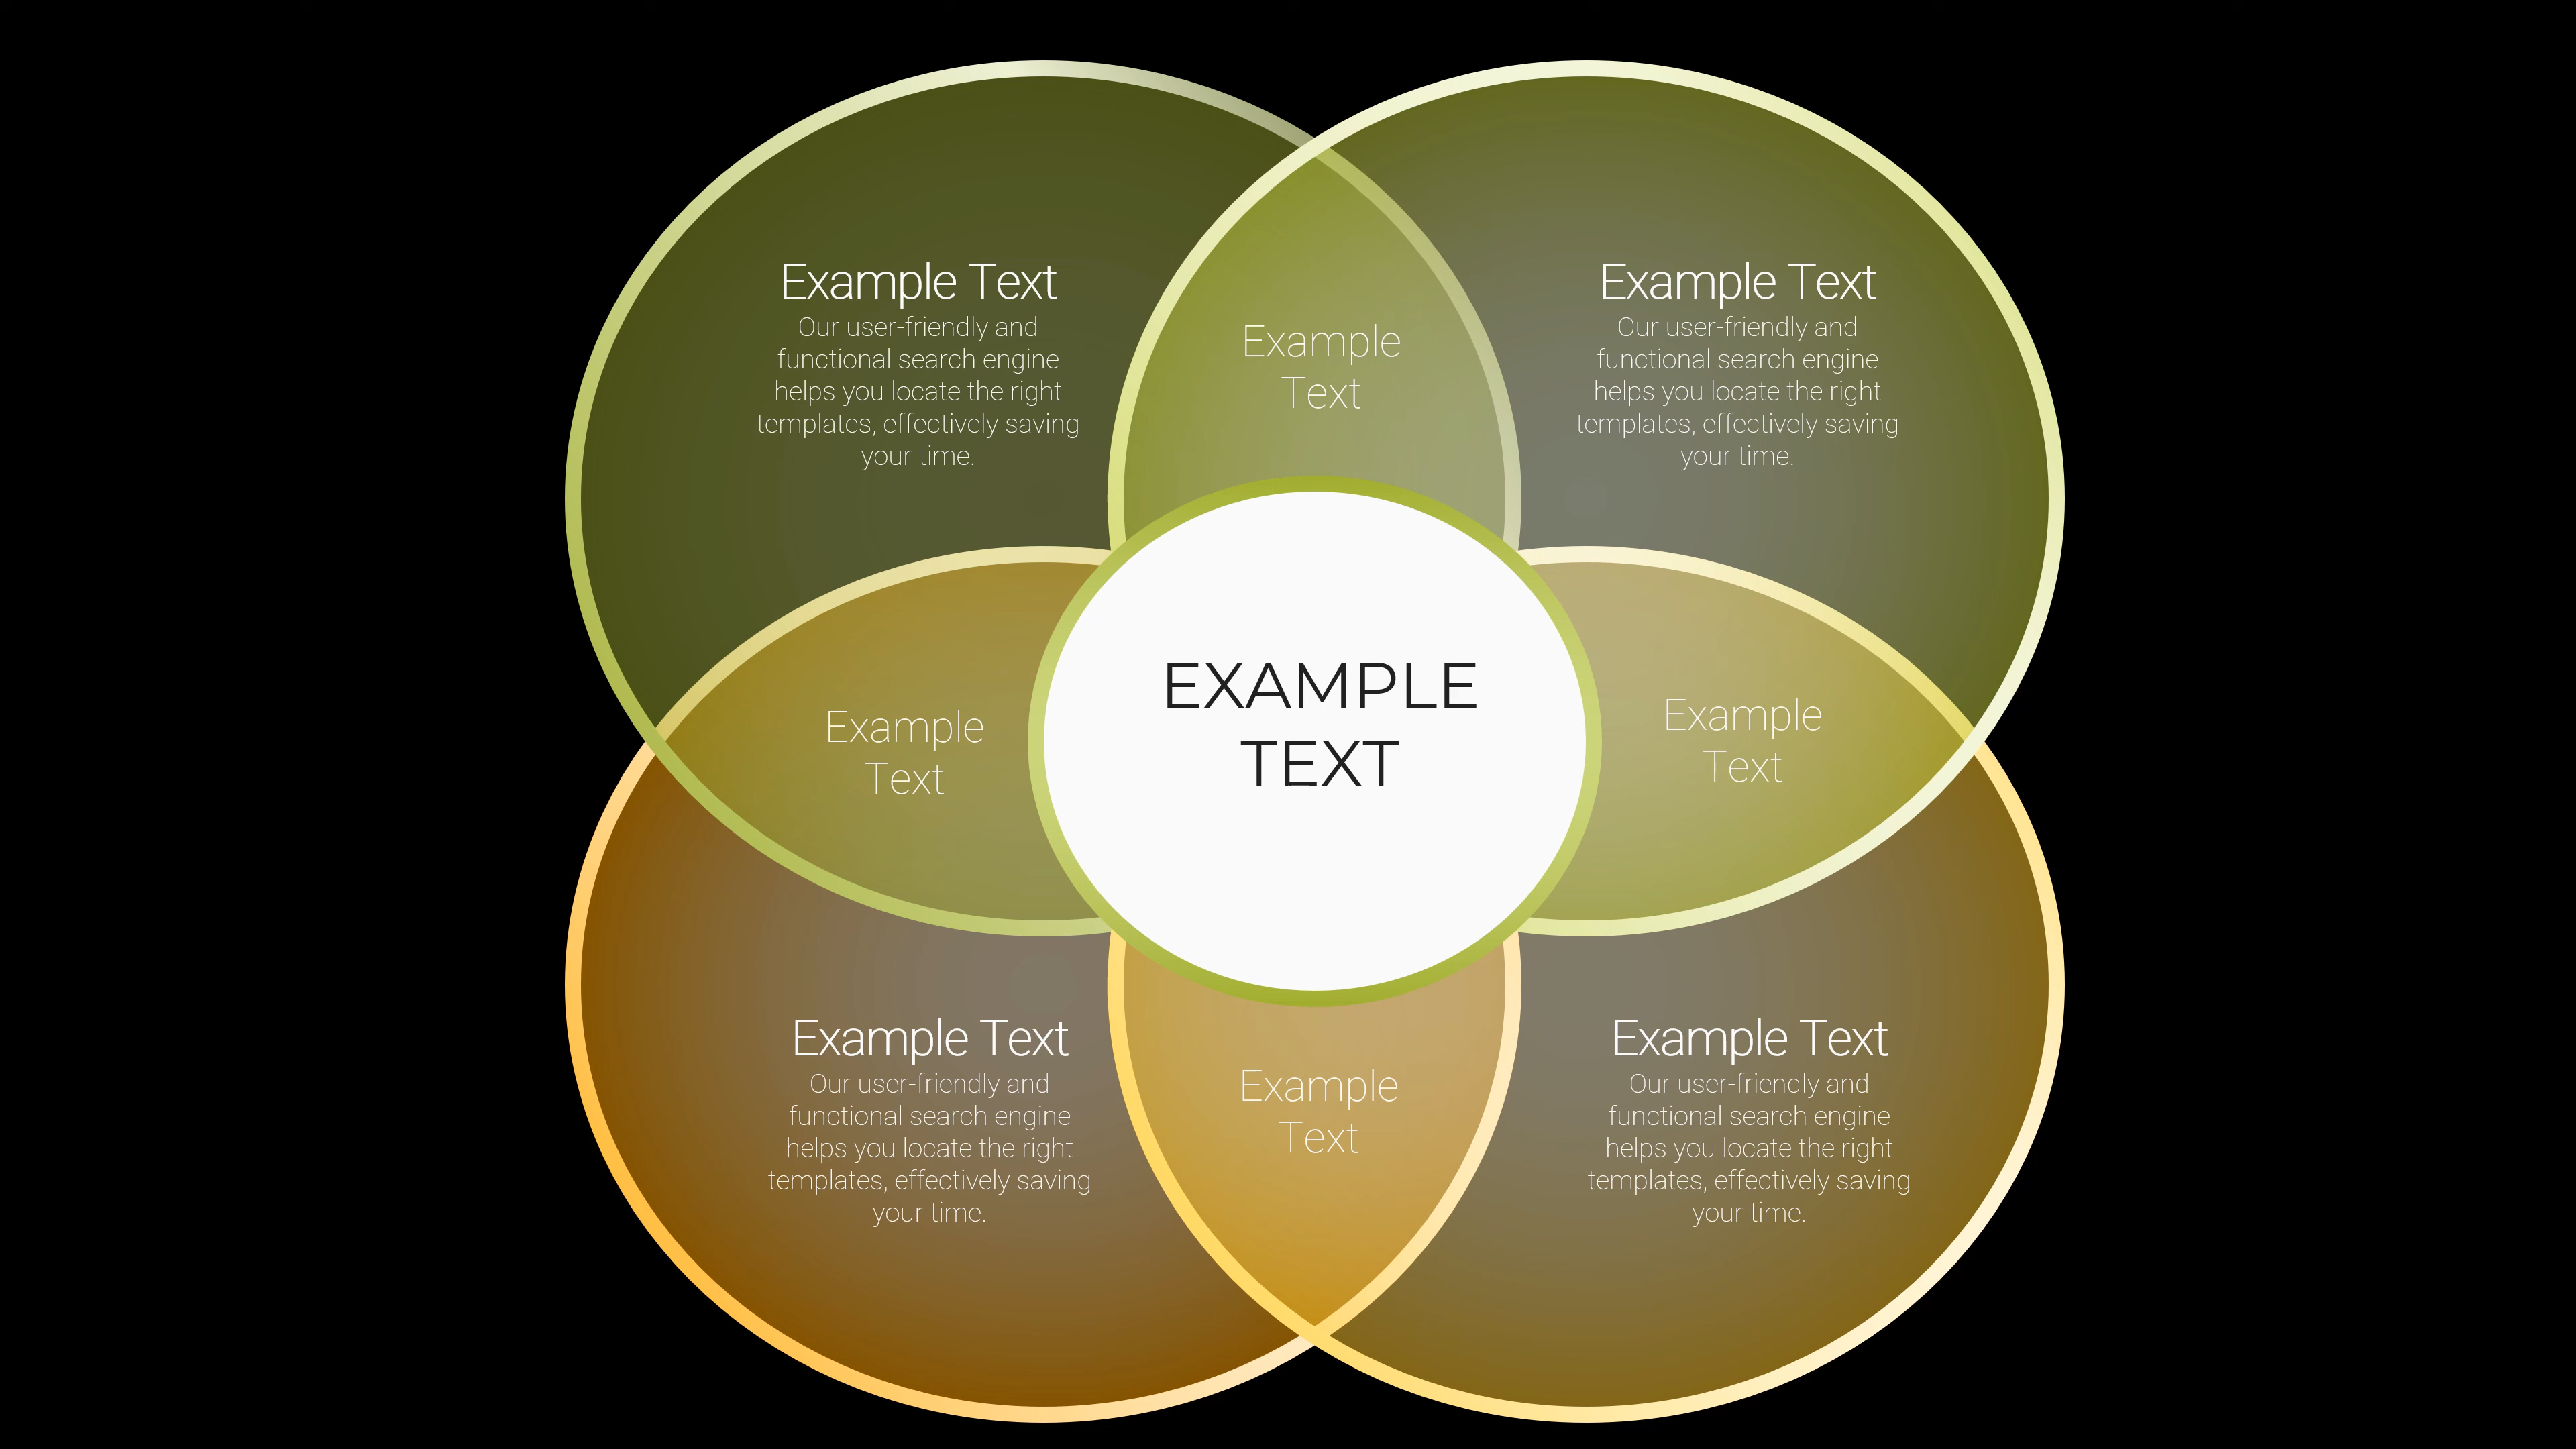 Example Text
Our user-friendly and
functional search engine
helps you locate the right
templates, effectively saving
your time.
Example
Text
Example Text
Our user-friendly and
functional search engine
helps you locate the right
templates, effectively saving
your time.
Example
Text
EXAMPLE
TEXT
Example
Text
Example Text
Our user-friendly and
functional search engine
helps you locate the right
templates, effectively saving
your time.
Example
Text
Example Text
Our user-friendly and
functional search engine
helps you locate the right
templates, effectively saving
your time.